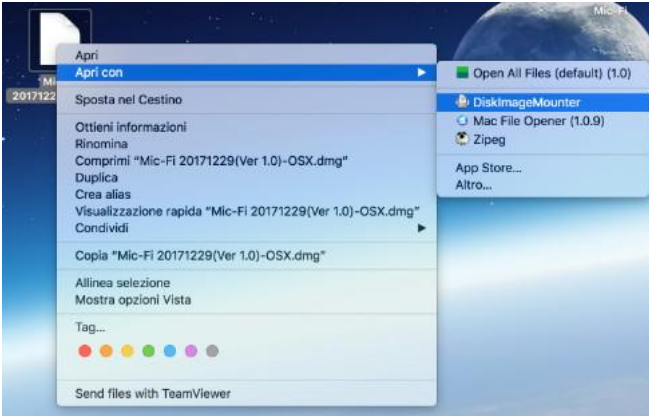 Mic-Fi
Mi
2017122
Apri
Apri con
Sposta nel Cestino
Ottieni informazioni
Rinomina
Comprimi “Mic-Fi 20171229(Ver 1.0)-OSX.dmg”
Duplica
Crea alias
Visualizzazione rapida “Mic-Fi 20171229(Ver 1.0)-OSX.dmg”
Condividi
Copia “Mic-Fi 20171229(Ver 1.0)-OSX.dmg”
Allinea selezione
Mostra opzioni Vista
Tag...
Send files with TeamViewer
Open All Files (default) (1.0)
DiskImageMounter
Mac File Opener (1.0.9)
Zipeg
App Store...
Altro...